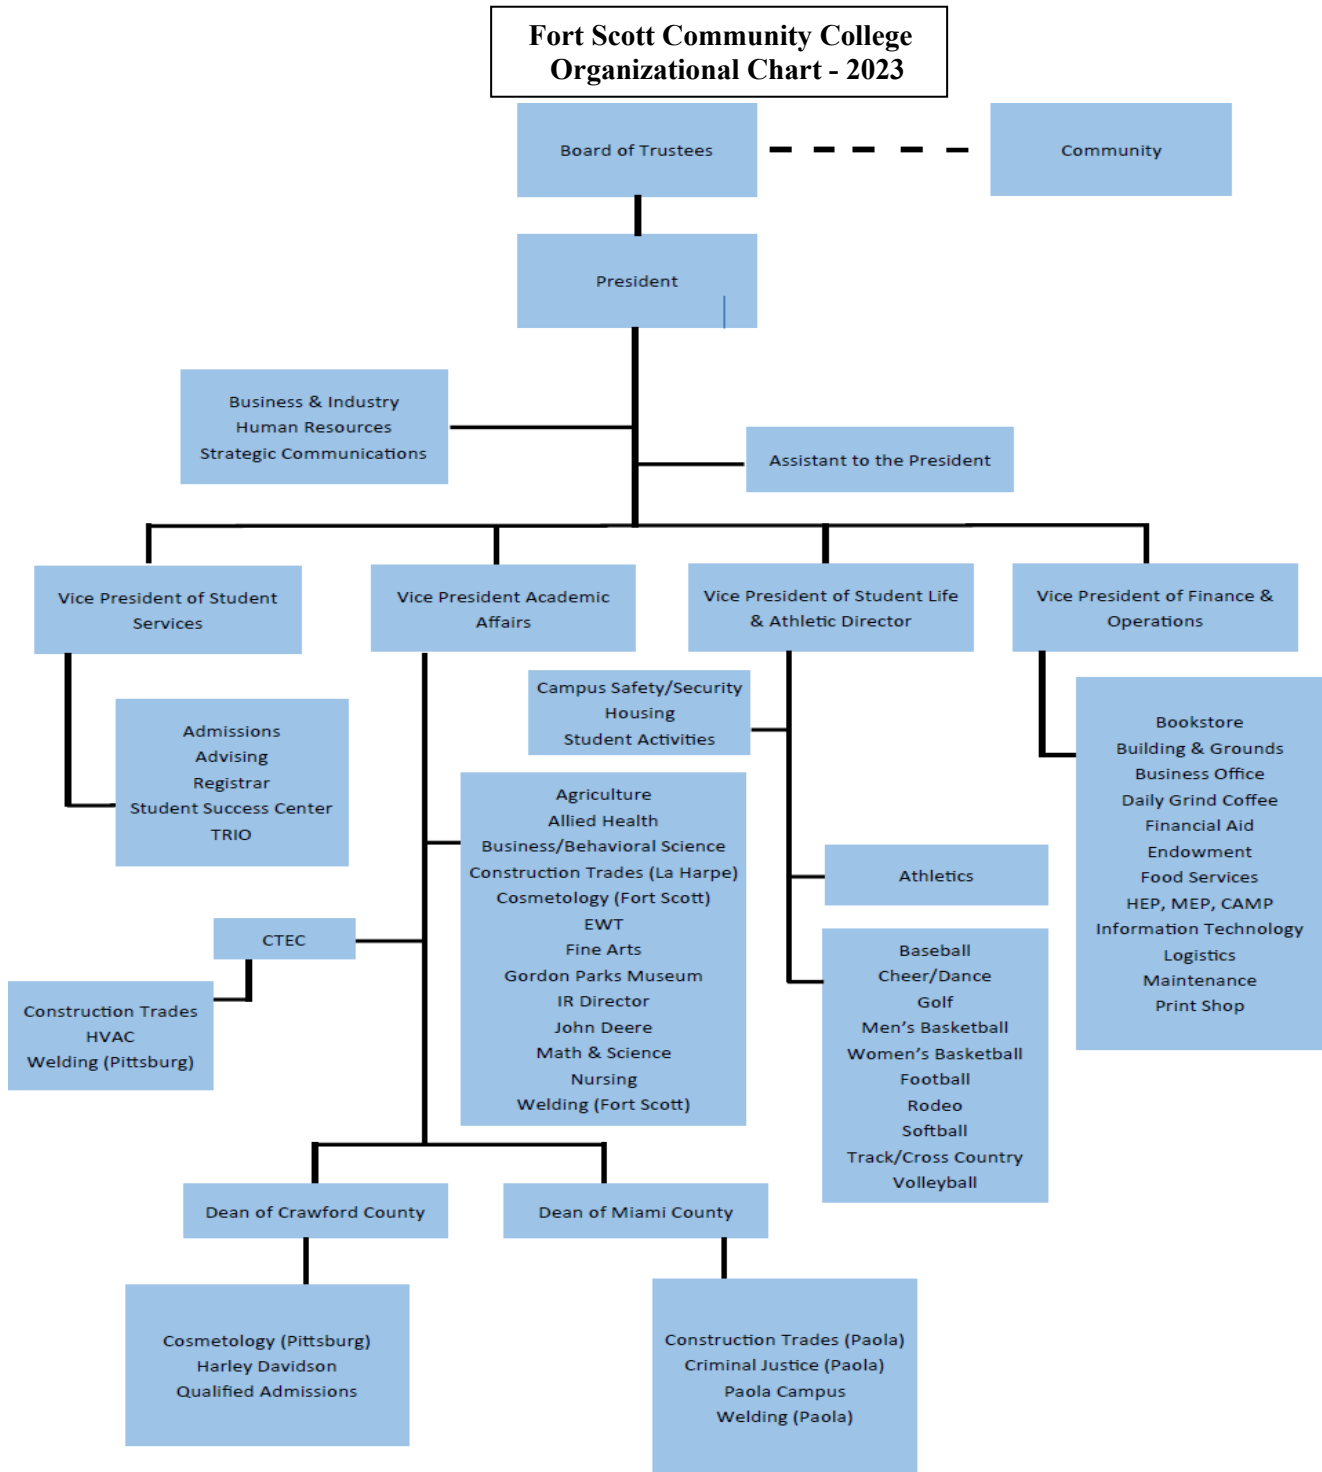 Fort Scott Community College
Organizational Chart - 2023
Board of Trustees
Community
President
Business & Industry
Human Resources
Strategic Communications
Assistant to the President
Vice President of Student
Services
Vice President Academic
Affairs
Vice President of Student Life
& Athletic Director
Vice President of Finance &
Operations
Admissions
Advising
Registrar
Student Success Center
TRIO
Campus Safety/Security
Housing
Student Activities
Bookstore
Building & Grounds
Business Office
Daily Grind Coffee
Financial Aid
Endowment
Food Services
HEP, MEP, CAMP
Information Technology
Logistics
Maintenance
Print Shop
Agriculture
Allied Health
Business/Behavioral Science
Construction Trades (La Harpe)
Cosmetology (Fort Scott)
EWT
Fine Arts
Gordon Parks Museum
IR Director
John Deere
Math & Science
Nursing
Welding (Fort Scott)
Athletics
CTEC
Construction Trades
HVAC
Welding (Pittsburg)
Baseball
Cheer/Dance
Golf
Men’s Basketball
Women’s Basketball
Football
Rodeo
Softball
Track/Cross Country
Volleyball
Dean of Crawford County
Dean of Miami County
Cosmetology (Pittsburg)
Harley Davidson
Qualified Admissions
Construction Trades (Paola)
Criminal Justice (Paola)
Paola Campus
Welding (Paola)